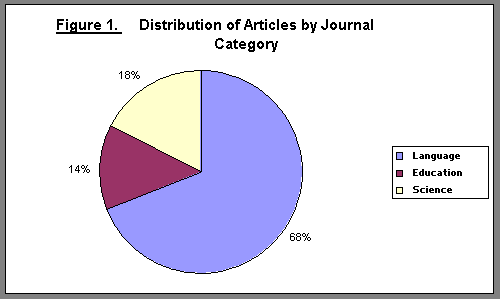 Figure 1. Distribution of Articles by Journal
Category
18%
14%
68%
Language
Education
Science